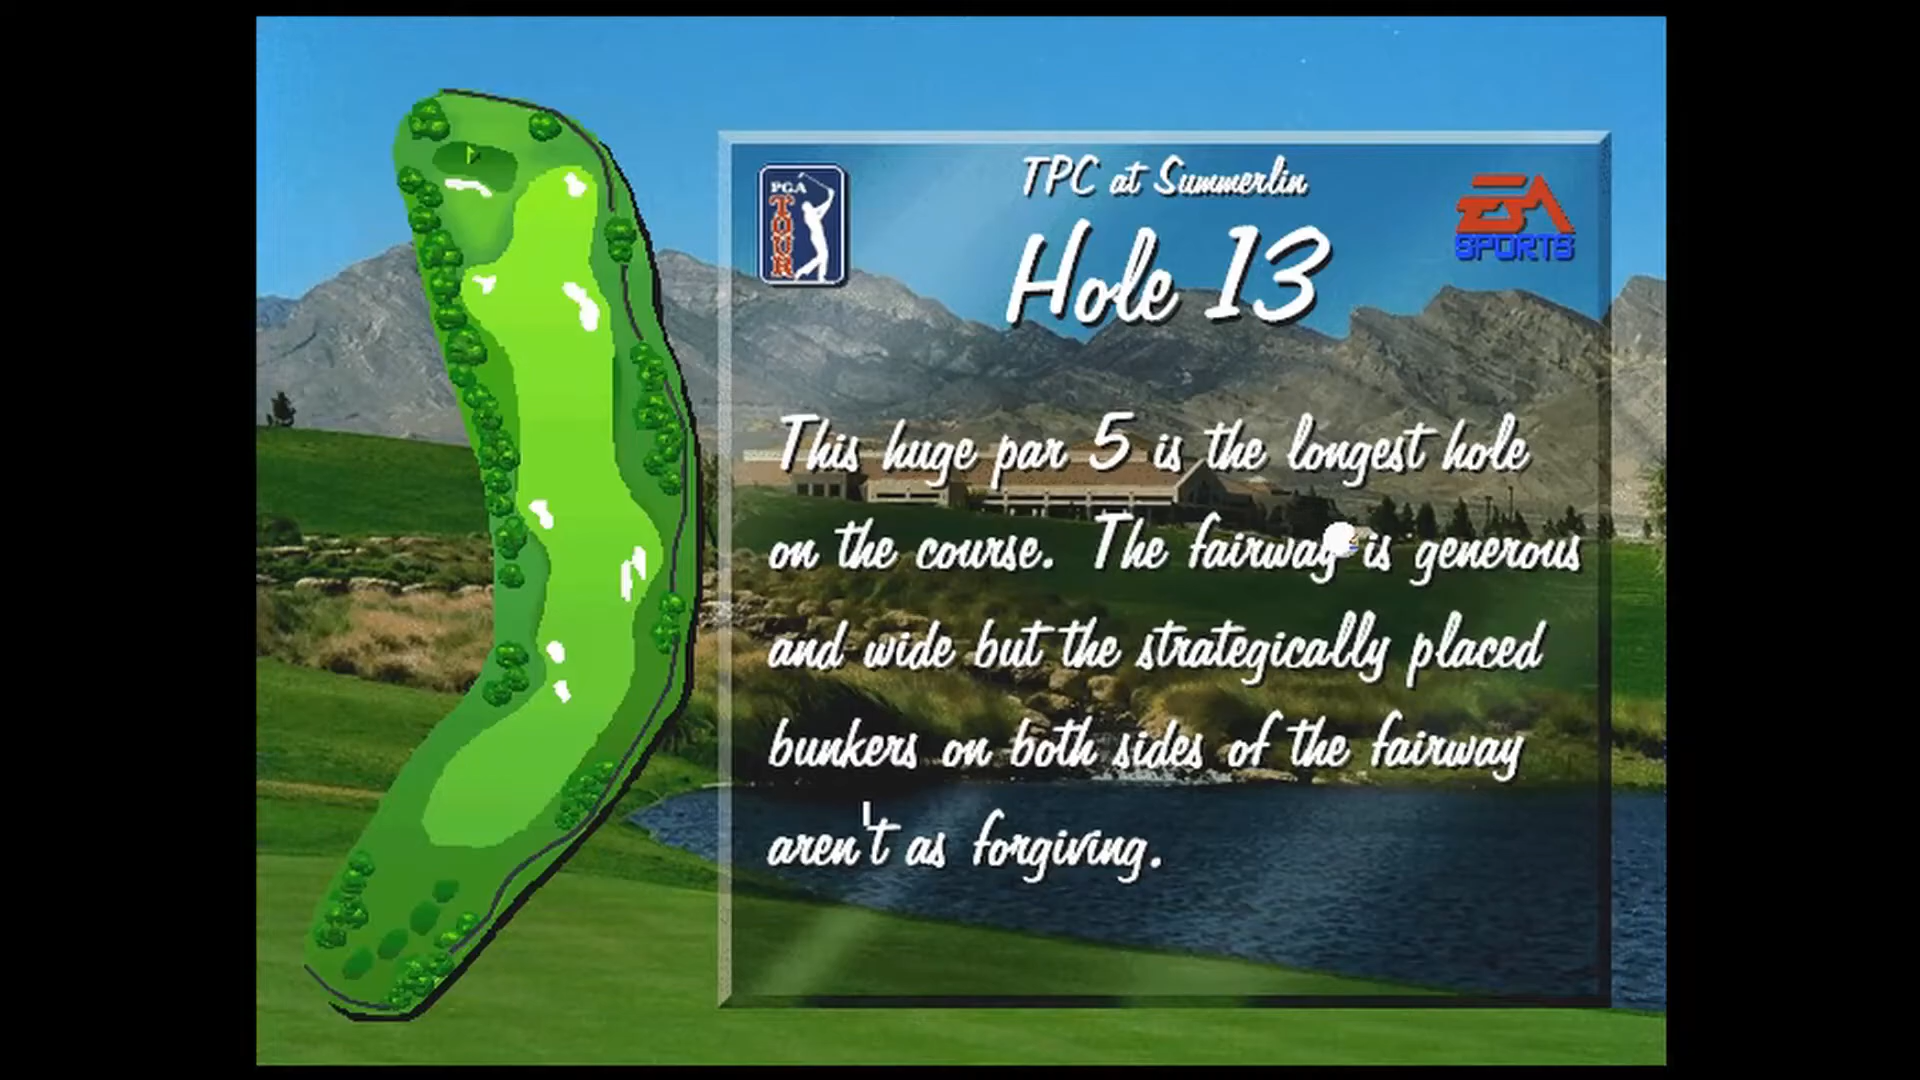 TPC at Summerlin
PGA
TOUR
EA
SPORTS
Hole 13
This huge par 5 is the longest hole
on the course. The fairway is generous
and wide but the strategically placed
bunkers on both sides of the fairway
aren't as forgiving.